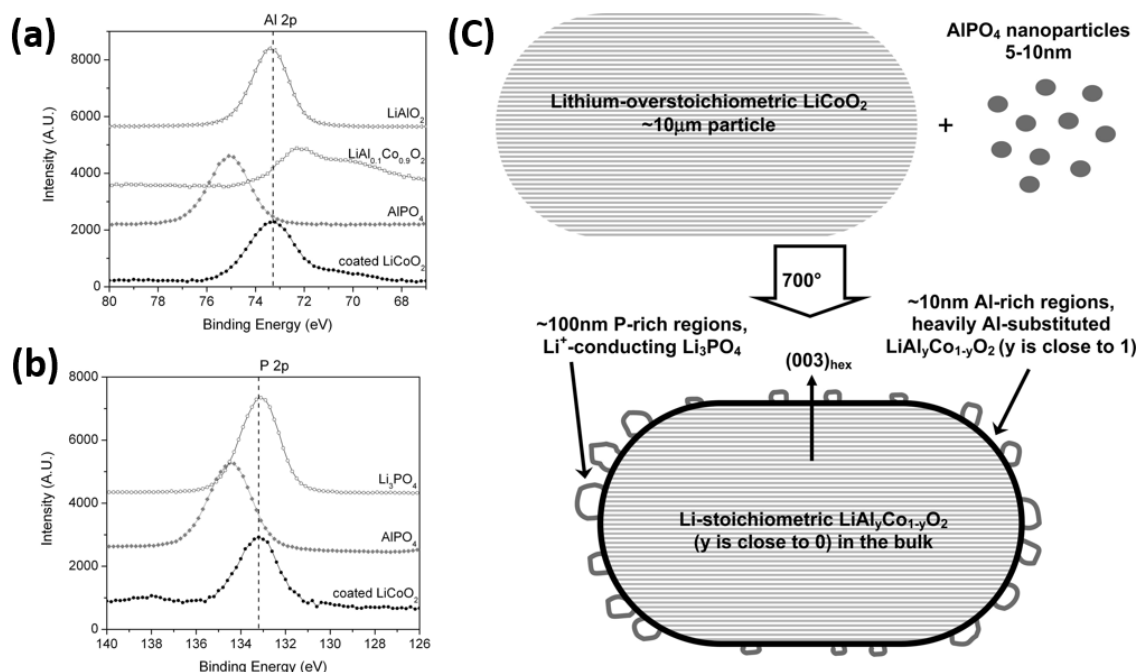 (a)
Al 2p
8000
6000
4000
2000
0
Intensity (A.U.)
LiAlO2
LiAl0.1Co0.9O2
AlPO4
coated LiCoO2
80 78 76 74 72 70 68
Binding Energy (eV)
(b)
P 2p
8000
6000
4000
2000
0
Intensity (A.U.)
Li3PO4
AlPO4
coated LiCoO2
140 138 136 134 132 130 128 126
Binding Energy (eV)
(C)
Lithium-overstoichiometric LiCoO2
~10μm particle
+
AlPO4 nanoparticles
5-10nm
700°
~100nm P-rich regions,
Li+-conducting Li3PO4
(003)hex
~10nm Al-rich regions,
heavily Al-substituted
LiAlyCo1-yO2 (y is close to 1)
Li-stoichiometric LiAlyCo1-yO2
(y is close to 0) in the bulk